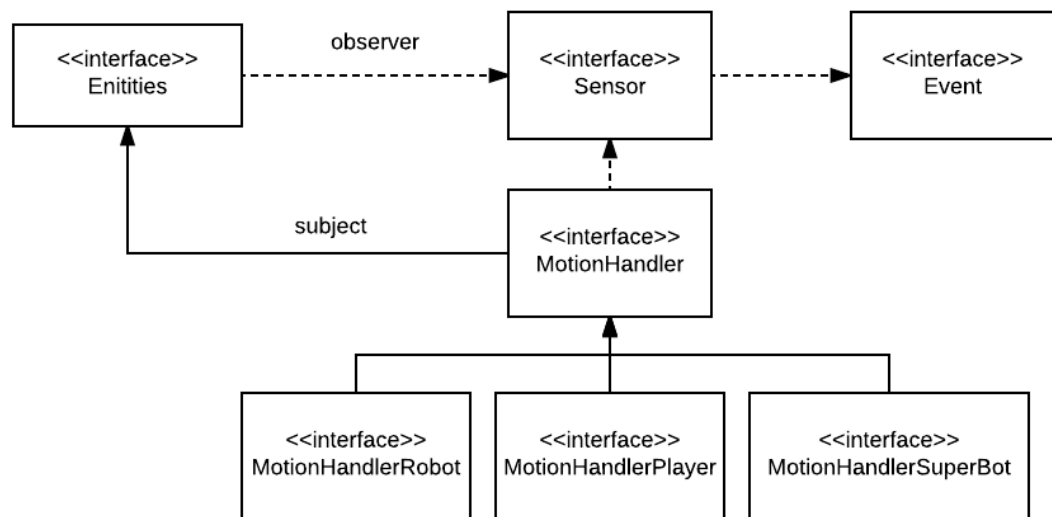 <<interface>>
Enitities
observer
<<interface>>
Sensor
<<interface>>
Event
subject
<<interface>>
MotionHandler
<<interface>>
MotionHandlerRobot
<<interface>>
MotionHandlerPlayer
<<interface>>
MotionHandlerSuperBot